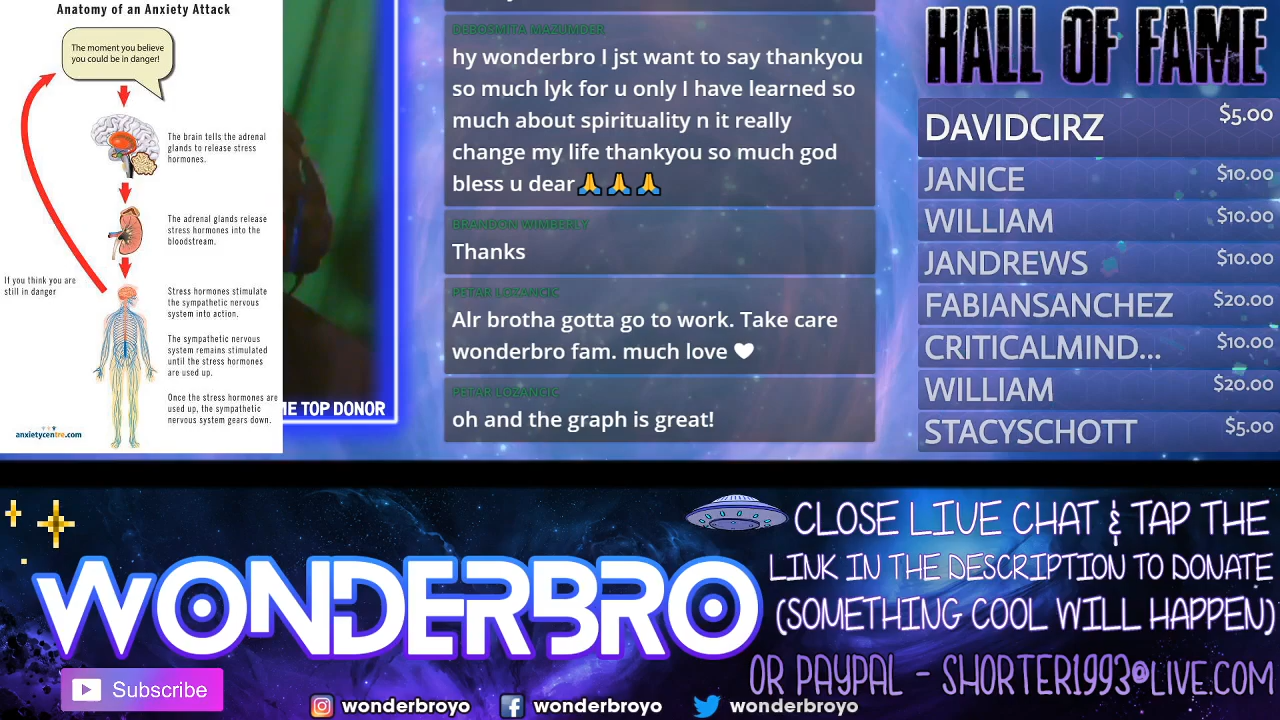 Anatomy of an Anxiety Attack
The moment you believe
you could be in danger!
The brain tells the adrenal
glands to release stress
hormones.
The adrenal glands release
stress hormones into the
bloodstream.
If you think you are
still in danger
Stress hormones stimulate
the sympathetic nervous
system into action.
The sympathetic nervous
system remains stimulated
until the stress hormones
are used up.
Once the stress hormones are
used up, the sympathetic
nervous system gears down.
anxietycentre.com
ME TOP DONOR
DEBOSMITA MAZUMDER
hy wonderbro I jst want to say thankyou
so much lyk for u only I have learned so
much about spirituality n it really
change my life thankyou so much god
bless u dear🙏🙏🙏
BRANDON WIMBERLY
Thanks
PETAR LOZANCIC
Alr brotha gotta go to work. Take care
wonderbro fam. much love 🤍
PETAR LOZANCIC
oh and the graph is great!
HALL OF FAME
DAVIDCIRZ $5.00
JANICE $10.00
WILLIAM $10.00
JANDREWS $10.00
FABIANSANCHEZ $20.00
CRITICALMIND... $10.00
WILLIAM $20.00
STACYSCHOTT $5.00
WONDERBRO
Subscribe
wonderbroyo wonderbroyo wonderbroyo
CLOSE LIVE CHAT & TAP THE
LINK IN THE DESCRIPTION TO DONATE
(SOMETHING COOL WILL HAPPEN)
OR PAYPAL - SHORTER1993@LIVE.COM